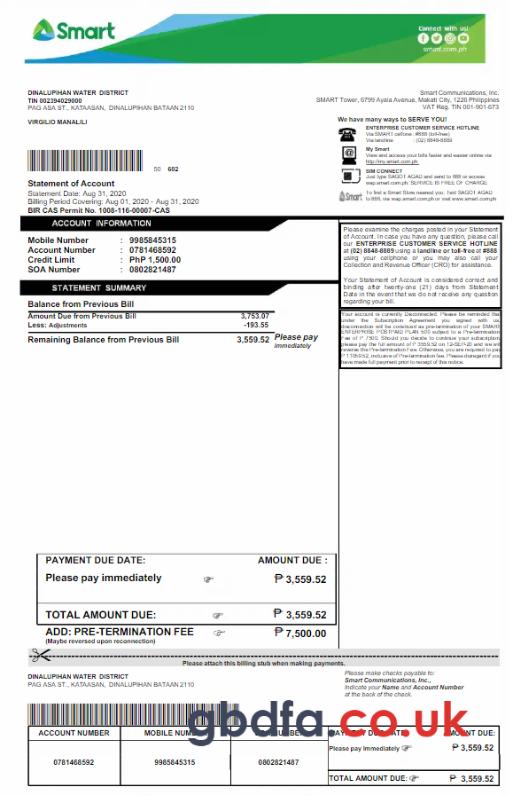 Smart
Connect with us!
smart.com.ph
DINALUPIHAN WATER DISTRICT
TIN 002394029000
PAG ASA ST., KATAASAN, DINALUPIHAN BATAAN 2110
VIRGILIO MANALILI
Smart Communications, Inc.
SMART Tower, 6799 Ayala Avenue, Makati City, 1226 Philippines
VAT Reg. TIN 001-901-673
We have many ways to SERVE YOU!
ENTERPRISE CUSTOMER SERVICE HOTLINE
Via SMART cellfone : #888 (toll-free)
Via landline : (02) 8848-8889
My Smart
View and access your bills faster and easier online via
http://my.smart.com.ph
SIM CONNECT
Just type SAGOT AGAD and send to 888 or access
wap.smart.com.ph. SERVICE IS FREE OF CHARGE
Smart
To find a Smart Store nearest you, text SAGOT AGAD
to 888, via wap.smart.com.ph or visit www.smart.com.ph
50 602
Statement of Account
Statement Date: Aug 31, 2020
Billing Period Covering: Aug 01, 2020 - Aug 31, 2020
BIR CAS Permit No. 1008-116-00007-CAS
ACCOUNT INFORMATION
Mobile Number : 9985845315
Account Number : 0781468592
Credit Limit : PhP 1,500.00
SOA Number : 0802821487
Please examine the charges posted in your Statement
of Account. In case you have any question, please call
our ENTERPRISE CUSTOMER SERVICE HOTLINE
at (02) 8848-8889 using a landline or toll-free at #888
using your cellphone or you may also call your
Collection and Revenue Officer (CRO) for assistance.
Your Statement of Account is considered correct and
binding after twenty-one (21) days from Statement
Date in the event that we do not receive any question
regarding your bill.
STATEMENT SUMMARY
Balance from Previous Bill
Amount Due from Previous Bill 3,753.07
Less: Adjustments -193.55
Remaining Balance from Previous Bill 3,559.52 Please pay
immediately
Your account is currently Disconnected. Please be reminded that
under the Subscription Agreement you signed with us,
disconnection will be construed as pre-termination of your SMART
ENTERPRISE POSTPAID PLAN 500 subject to a Pre-termination
Fee of P 7,500. Should you decide to continue your subscription,
please pay the full amount of P 3559.52 on 12-SEP-20 and we will
reverse the Pre-termination Fee. Otherwise, you are required to pay
P 11059.52, inclusive of Pre-termination Fee. Please disregard if you
have made full payment prior to receipt of this notice.
PAYMENT DUE DATE: AMOUNT DUE :
Please pay immediately ₱ 3,559.52
TOTAL AMOUNT DUE: ₱ 3,559.52
ADD: PRE-TERMINATION FEE ₱ 7,500.00
(Maybe reversed upon reconnection)
Please attach this billing stub when making payments.
DINALUPIHAN WATER DISTRICT
PAG ASA ST., KATAASAN, DINALUPIHAN BATAAN 2110
Please make checks payable to:
Smart Communications, Inc.,
Indicate your Name and Account Number
at the back of the check.
gbdfa.co.uk
ACCOUNT NUMBER MOBILE NUMBER
0781468592 9985845315 0802821487
Please pay immediately ₱ 3,559.52
TOTAL AMOUNT DUE: ₱ 3,559.52